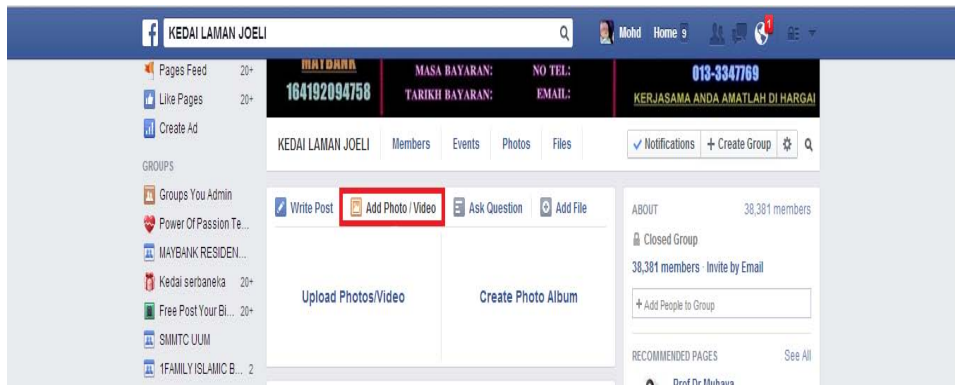 KEDAI LAMAN JOELI
Mohd Home 9
1
Pages Feed 20+
Like Pages 20+
Create Ad
GROUPS
Groups You Admin
Power Of Passion Te...
MAYBANK RESIDEN...
Kedai serbaneka 20+
Free Post Your Bi... 20+
SMMTC UUM
1FAMILY ISLAMIC B... 2
MAYBANK
164192094758
MASA BAYARAN:
TARIKH BAYARAN:
NO TEL:
EMAIL:
013-3347769
KERJASAMA ANDA AMATLAH DI HARGAI
KEDAI LAMAN JOELI Members Events Photos Files
Notifications + Create Group
Write Post Add Photo / Video Ask Question Add File
Upload Photos/Video Create Photo Album
ABOUT 38,381 members
Closed Group
38,381 members · Invite by Email
+ Add People to Group
RECOMMENDED PAGES See All
Prof Dr Muhaya